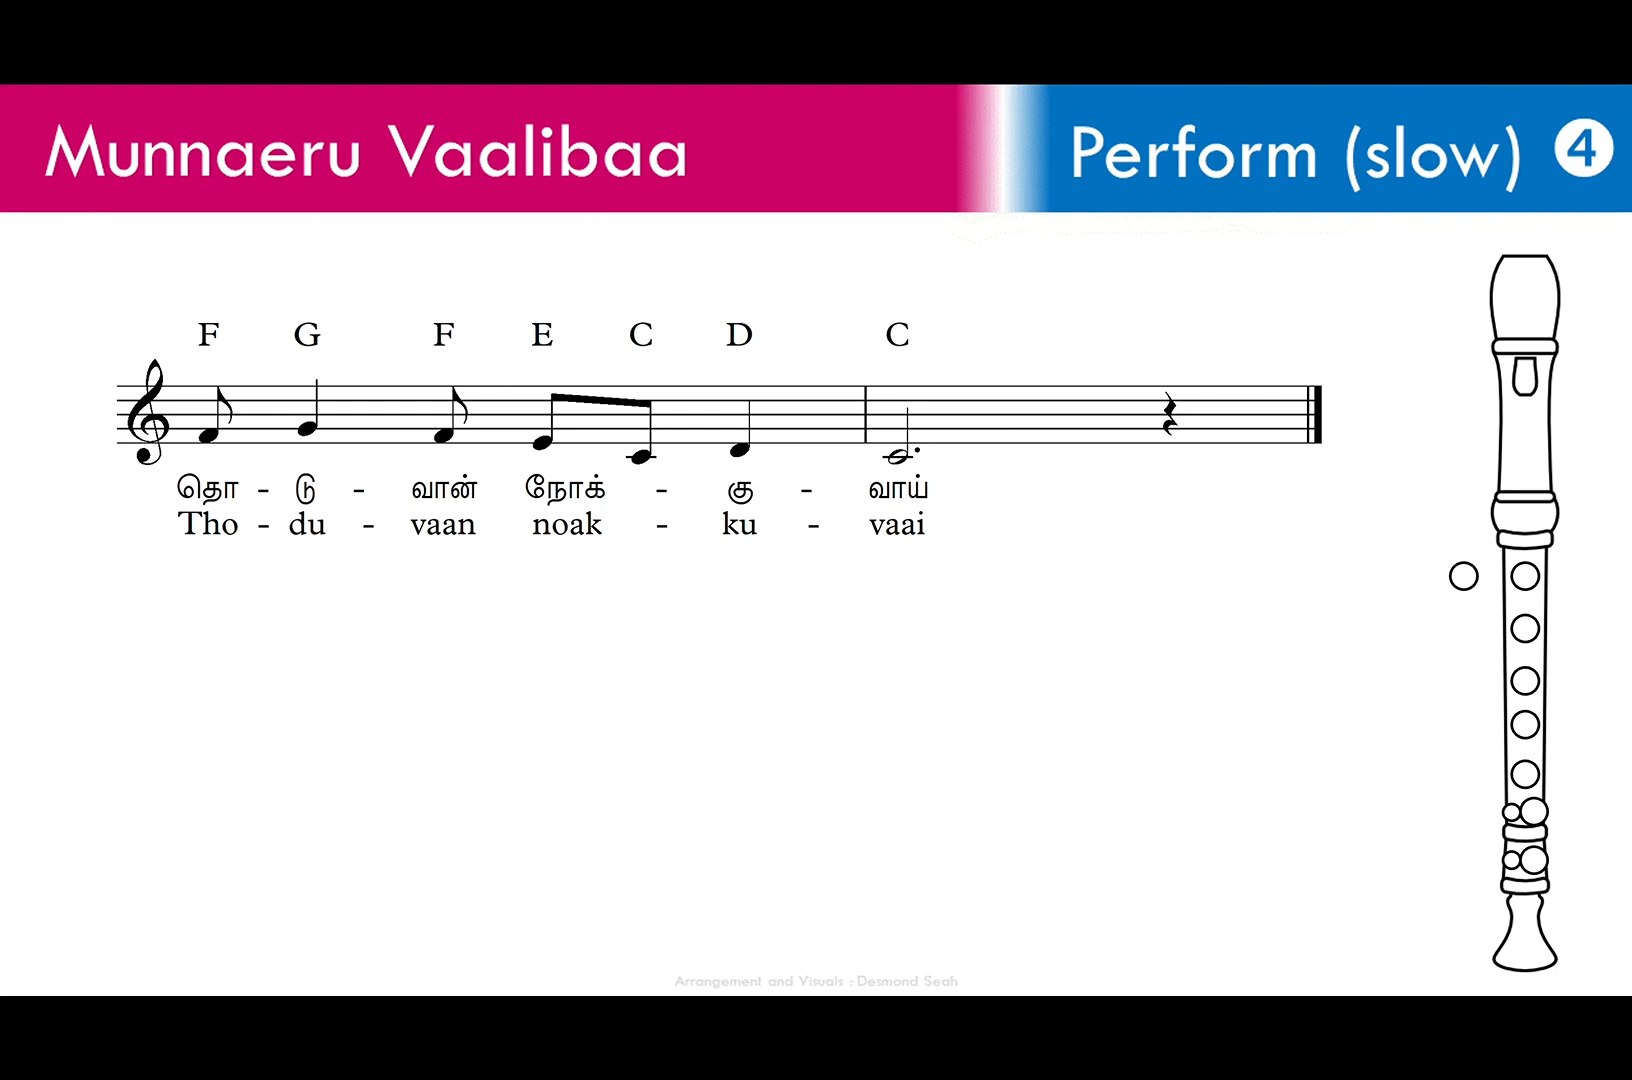 Munnaeru Vaalibaa
Perform (slow) 4
F G F E C D C
தொ - டு - வான் நோக் - கு - வாய்
Tho - du - vaan noak - ku - vaai
Arrangement and Visuals : Desmond Seah